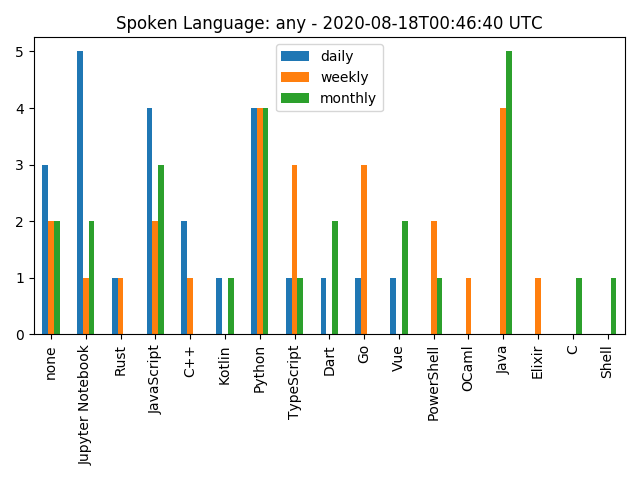 Spoken Language: any - 2020-08-18T00:46:40 UTC
daily
weekly
monthly
5
4
3
2
1
0
none
Jupyter Notebook
Rust
JavaScript
C++
Kotlin
Python
TypeScript
Dart
Go
Vue
PowerShell
OCaml
Java
Elixir
C
Shell